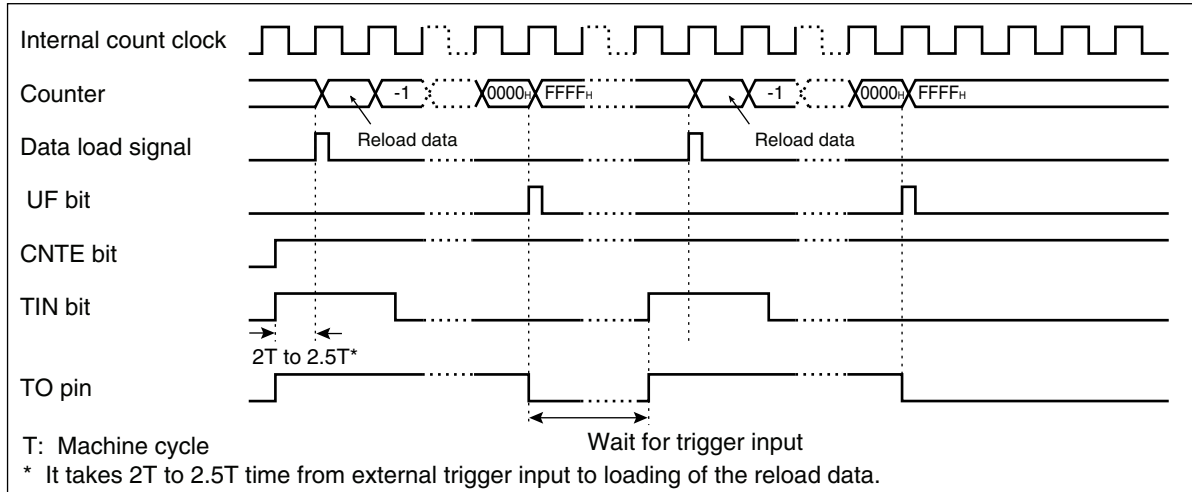 Internal count clock
Counter
-1
0000H
FFFFH
-1
0000H
FFFFH
Reload data
Reload data
Data load signal
UF bit
CNTE bit
TIN bit
2T to 2.5T*
TO pin
Wait for trigger input
T: Machine cycle
* It takes 2T to 2.5T time from external trigger input to loading of the reload data.